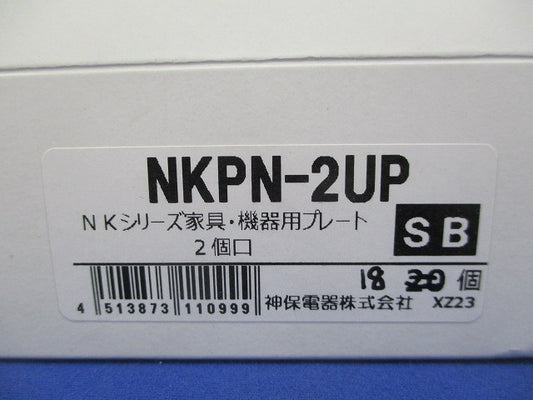 NKPN-2UP
NKシリーズ家具・機器用プレート
2個口
SB
18 20 個
4 513873 110999
神保電器株式会社 XZ23